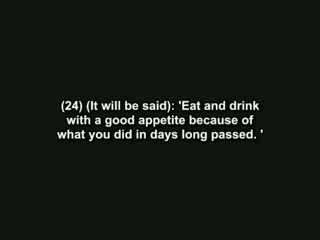 (24) (It will be said): 'Eat and drink
with a good appetite because of
what you did in days long passed. '